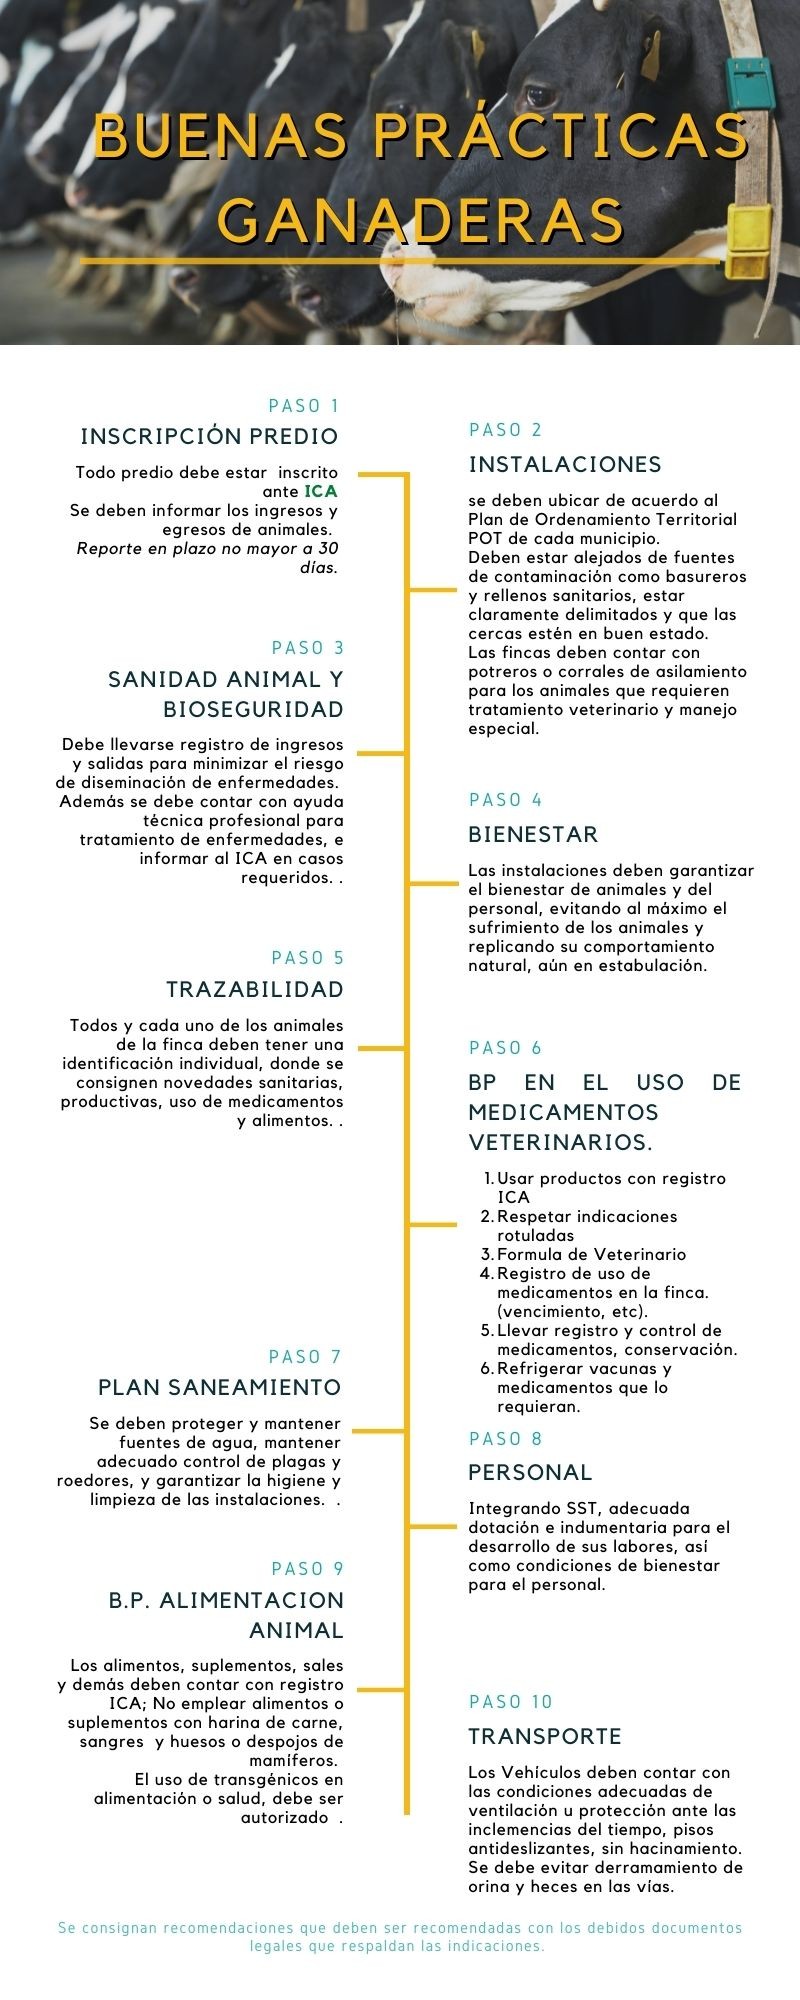 BUENAS PRÁCTICAS
GANADERAS
PASO 1
INSCRIPCIÓN PREDIO
Todo predio debe estar inscrito
ante ICA
Se deben informar los ingresos y
egresos de animales.
Reporte en plazo no mayor a 30
días.
PASO 2
INSTALACIONES
se deben ubicar de acuerdo al
Plan de Ordenamiento Territorial
POT de cada municipio.
Deben estar alejados de fuentes
de contaminación como basureros
y rellenos sanitarios, estar
claramente delimitados y que las
cercas estén en buen estado.
Las fincas deben contar con
potreros o corrales de asilamiento
para los animales que requieren
tratamiento veterinario y manejo
especial.
PASO 3
SANIDAD ANIMAL Y
BIOSEGURIDAD
Debe llevarse registro de ingresos
y salidas para minimizar el riesgo
de diseminación de enfermedades.
Además se debe contar con ayuda
técnica profesional para
tratamiento de enfermedades, e
informar al ICA en casos
requeridos. .
PASO 4
BIENESTAR
Las instalaciones deben garantizar
el bienestar de animales y del
personal, evitando al máximo el
sufrimiento de los animales y
replicando su comportamiento
natural, aún en estabulación.
PASO 5
TRAZABILIDAD
Todos y cada uno de los animales
de la finca deben tener una
identificación individual, donde se
consignen novedades sanitarias,
productivas, uso de medicamentos
y alimentos. .
PASO 6
BP EN EL USO DE
MEDICAMENTOS
VETERINARIOS.
1. Usar productos con registro
ICA
2. Respetar indicaciones
rotuladas
3. Formula de Veterinario
4. Registro de uso de
medicamentos en la finca.
(vencimiento, etc).
5. Llevar registro y control de
medicamentos, conservación.
6. Refrigerar vacunas y
medicamentos que lo
requieran.
PASO 7
PLAN SANEAMIENTO
Se deben proteger y mantener
fuentes de agua, mantener
adecuado control de plagas y
roedores, y garantizar la higiene y
limpieza de las instalaciones. .
PASO 8
PERSONAL
Integrando SST, adecuada
dotación e indumentaria para el
desarrollo de sus labores, así
como condiciones de bienestar
para el personal.
PASO 9
B.P. ALIMENTACION
ANIMAL
Los alimentos, suplementos, sales
y demás deben contar con registro
ICA; No emplear alimentos o
suplementos con harina de carne,
sangres y huesos o despojos de
mamíferos.
El uso de transgénicos en
alimentación o salud, debe ser
autorizado .
PASO 10
TRANSPORTE
Los Vehículos deben contar con
las condiciones adecuadas de
ventilación u protección ante las
inclemencias del tiempo, pisos
antideslizantes, sin hacinamiento.
Se debe evitar derramamiento de
orina y heces en las vías.
Se consignan recomendaciones que deben ser recomendadas con los debidos documentos
legales que respaldan las indicaciones.